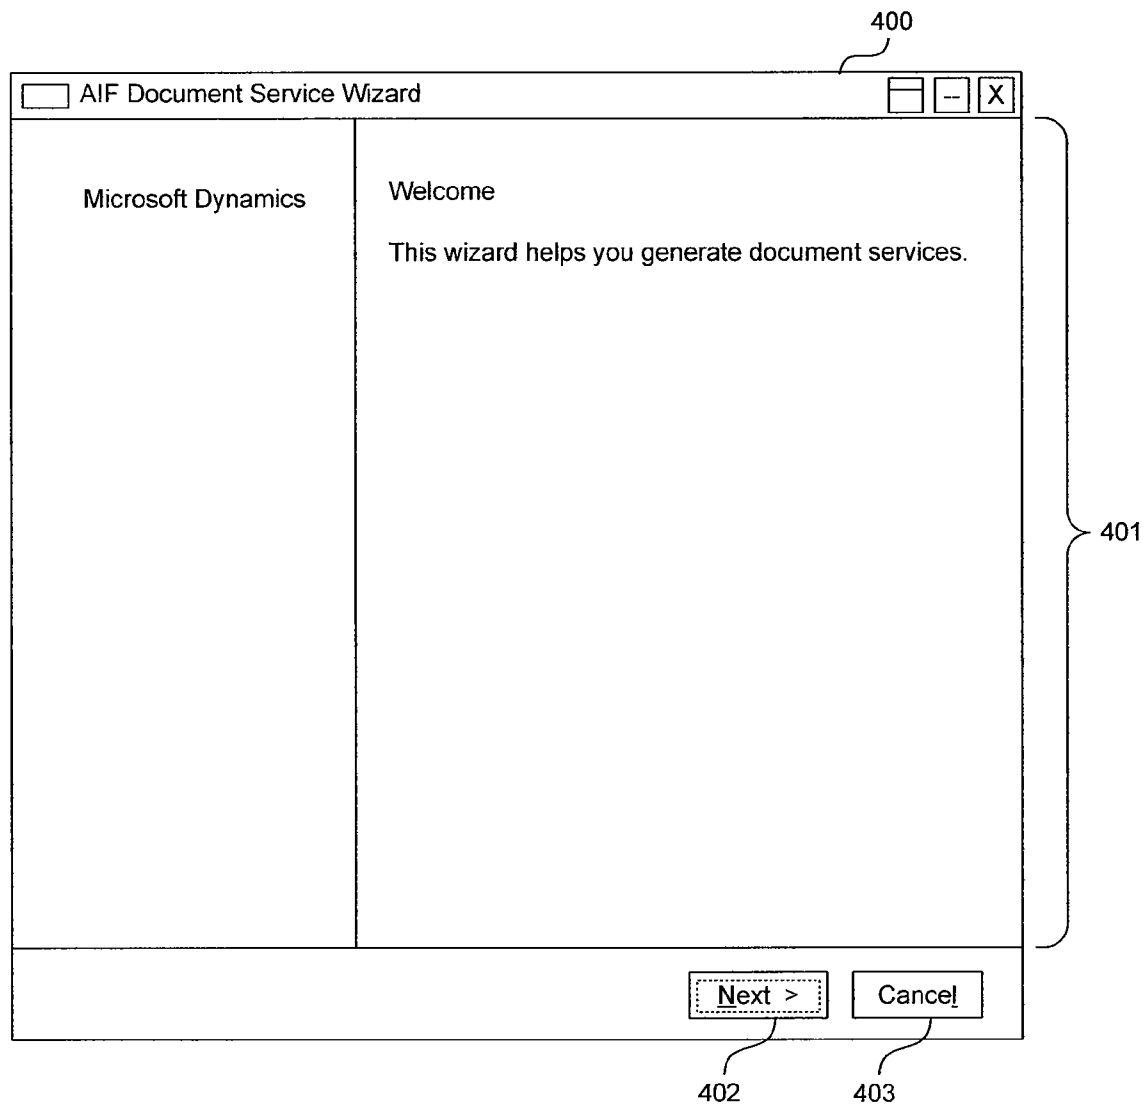 400
AIF Document Service Wizard
-- X
Microsoft Dynamics
Welcome
This wizard helps you generate document services.
401
Next >
Cancel
402
403